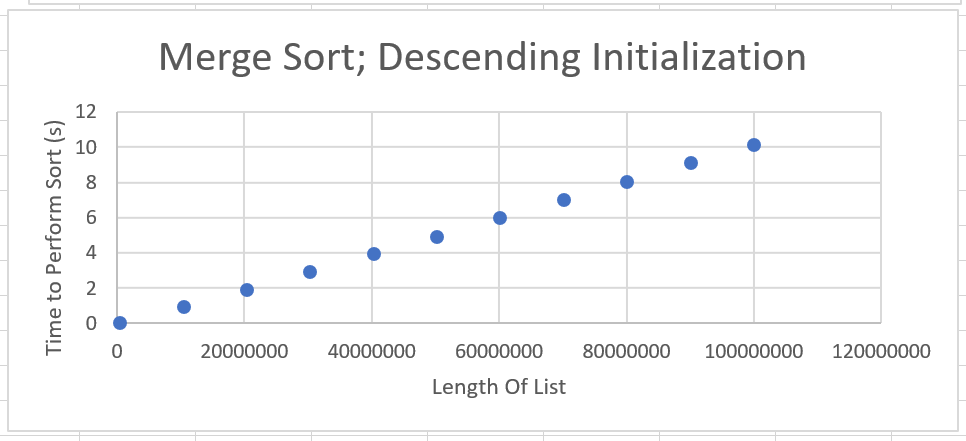 Merge Sort; Descending Initialization
Time to Perform Sort (s)
12
10
8
6
4
2
0
0 20000000 40000000 60000000 80000000 100000000 120000000
Length Of List